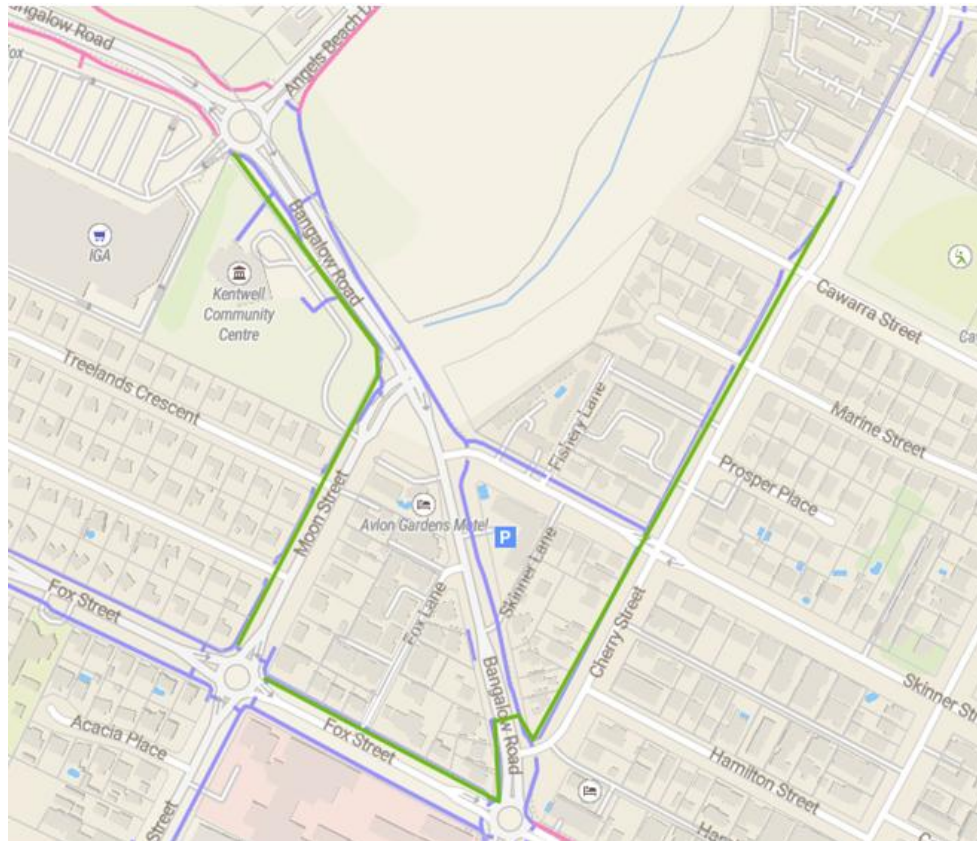 Bangalow Road
Angels Beach
IGA
Kentwell
Community
Centre
Bangalow Road
Treelands Crescent
Moon Street
Avlon Gardens Motel
P
Fishery Lane
Skinner Lane
Fox Lane
Cawarra Street
Marine Street
Prosper Place
Cherry Street
Fox Street
Acacia Place
Fox Street
Bangalow Road
Skinner
Hamilton Street
Street